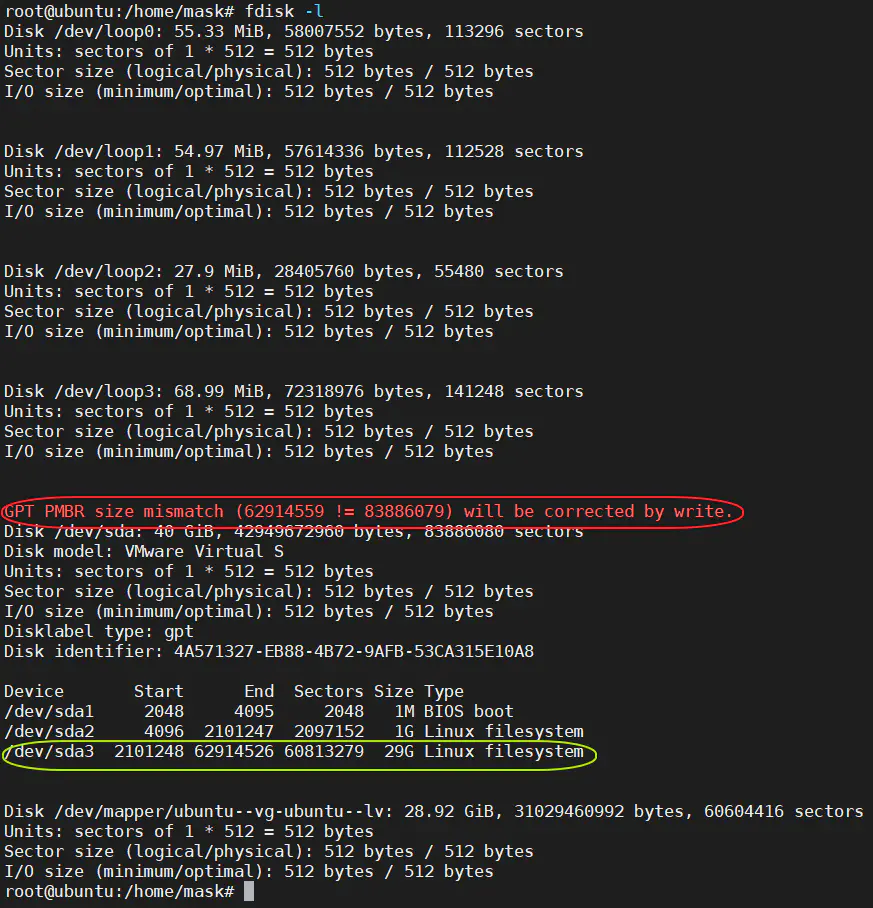 root@ubuntu:/home/mask# fdisk -l
Disk /dev/loop0: 55.33 MiB, 58007552 bytes, 113296 sectors
Units: sectors of 1 * 512 = 512 bytes
Sector size (logical/physical): 512 bytes / 512 bytes
I/O size (minimum/optimal): 512 bytes / 512 bytes
Disk /dev/loop1: 54.97 MiB, 57614336 bytes, 112528 sectors
Units: sectors of 1 * 512 = 512 bytes
Sector size (logical/physical): 512 bytes / 512 bytes
I/O size (minimum/optimal): 512 bytes / 512 bytes
Disk /dev/loop2: 27.9 MiB, 28405760 bytes, 55480 sectors
Units: sectors of 1 * 512 = 512 bytes
Sector size (logical/physical): 512 bytes / 512 bytes
I/O size (minimum/optimal): 512 bytes / 512 bytes
Disk /dev/loop3: 68.99 MiB, 72318976 bytes, 141248 sectors
Units: sectors of 1 * 512 = 512 bytes
Sector size (logical/physical): 512 bytes / 512 bytes
I/O size (minimum/optimal): 512 bytes / 512 bytes
GPT PMBR size mismatch (62914559 != 83886079) will be corrected by write.
Disk /dev/sda: 40 GiB, 42949672960 bytes, 83886080 sectors
Disk model: VMware Virtual S
Units: sectors of 1 * 512 = 512 bytes
Sector size (logical/physical): 512 bytes / 512 bytes
I/O size (minimum/optimal): 512 bytes / 512 bytes
Disklabel type: gpt
Disk identifier: 4A571327-EB88-4B72-9AFB-53CA315E10A8
Device       Start      End  Sectors Size Type
/dev/sda1     2048     4095     2048   1M BIOS boot
/dev/sda2     4096  2101247  2097152   1G Linux filesystem
/dev/sda3  2101248 62914526 60813279  29G Linux filesystem
Disk /dev/mapper/ubuntu--vg-ubuntu--lv: 28.92 GiB, 31029460992 bytes, 60604416 sectors
Units: sectors of 1 * 512 = 512 bytes
Sector size (logical/physical): 512 bytes / 512 bytes
I/O size (minimum/optimal): 512 bytes / 512 bytes
root@ubuntu:/home/mask#